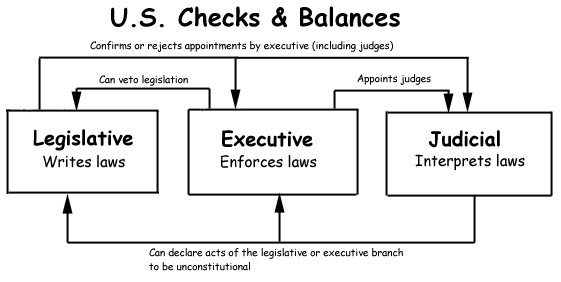 U.S. Checks & Balances
Confirms or rejects appointments by executive (including judges)
Can veto legislation
Appoints judges
Legislative
Writes laws
Executive
Enforces laws
Judicial
Interprets laws
Can declare acts of the legislative or executive branch
to be unconstitutional